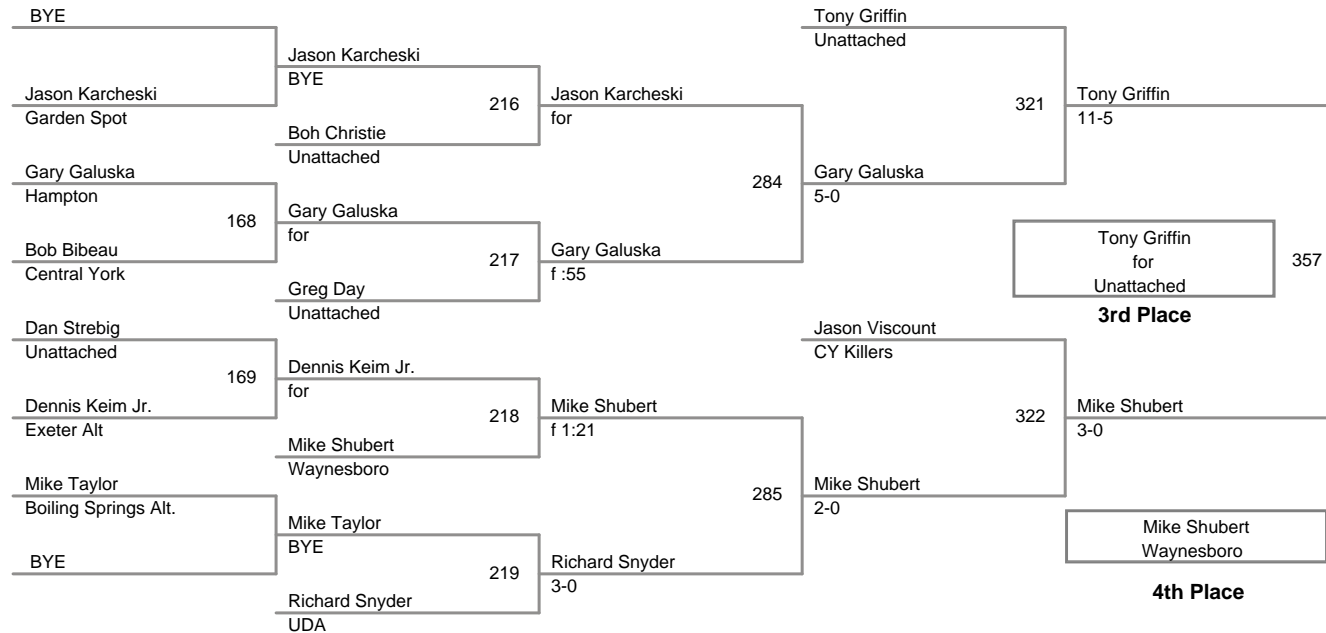 BYE
Jason Karcheski
Garden Spot
Gary Galuska
Hampton
168
Bob Bibeau
Central York
Dan Strebig
Unattached
169
Dennis Keim Jr.
Exeter Alt
Mike Taylor
Boiling Springs Alt.
BYE
Jason Karcheski
BYE
216
Boh Christie
Unattached
Gary Galuska
for
217
Greg Day
Unattached
Dennis Keim Jr.
for
218
Mike Shubert
Waynesboro
Mike Taylor
BYE
219
Richard Snyder
UDA
Jason Karcheski
for
284
Gary Galuska
f :55
Mike Shubert
f 1:21
285
Richard Snyder
3-0
Tony Griffin
Unattached
321
Gary Galuska
5-0
Jason Viscount
CY Killers
322
Mike Shubert
2-0
Tony Griffin
11-5
Tony Griffin
for
Unattached
357
3rd Place
Mike Shubert
3-0
Mike Shubert
Waynesboro
4th Place